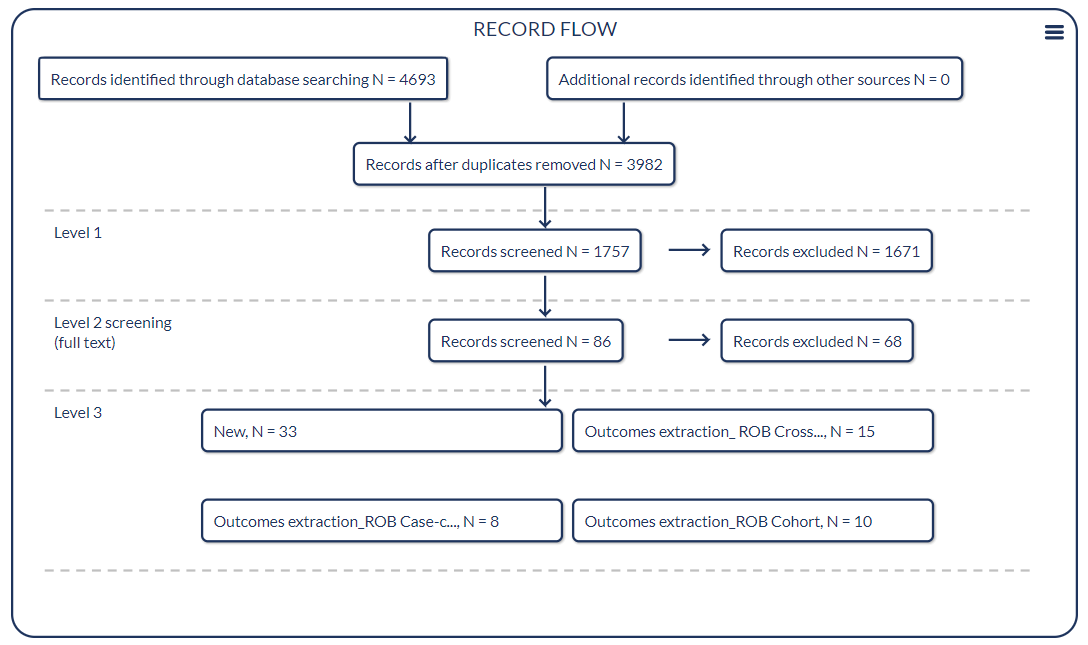 RECORD FLOW
Records identified through database searching N = 4693
Additional records identified through other sources N = 0
Records after duplicates removed N = 3982
Level 1
Records screened N = 1757
Records excluded N = 1671
Level 2 screening
(full text)
Records screened N = 86
Records excluded N = 68
Level 3
New, N = 33
Outcomes extraction_ ROB Cross..., N = 15
Outcomes extraction_ROB Case-c..., N = 8
Outcomes extraction_ROB Cohort, N = 10